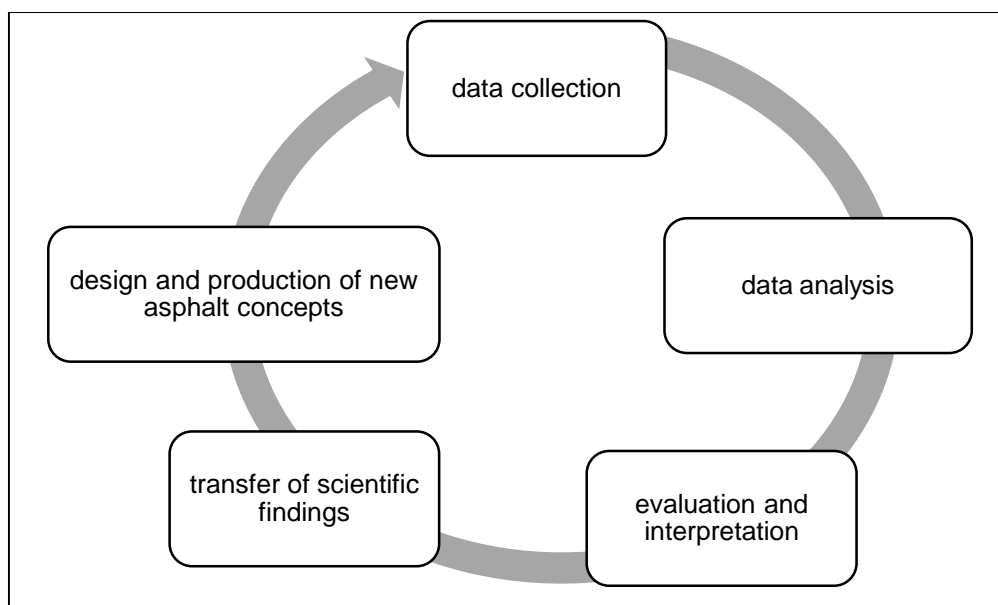 data collection
data analysis
evaluation and
interpretation
transfer of scientific
findings
design and production of new
asphalt concepts